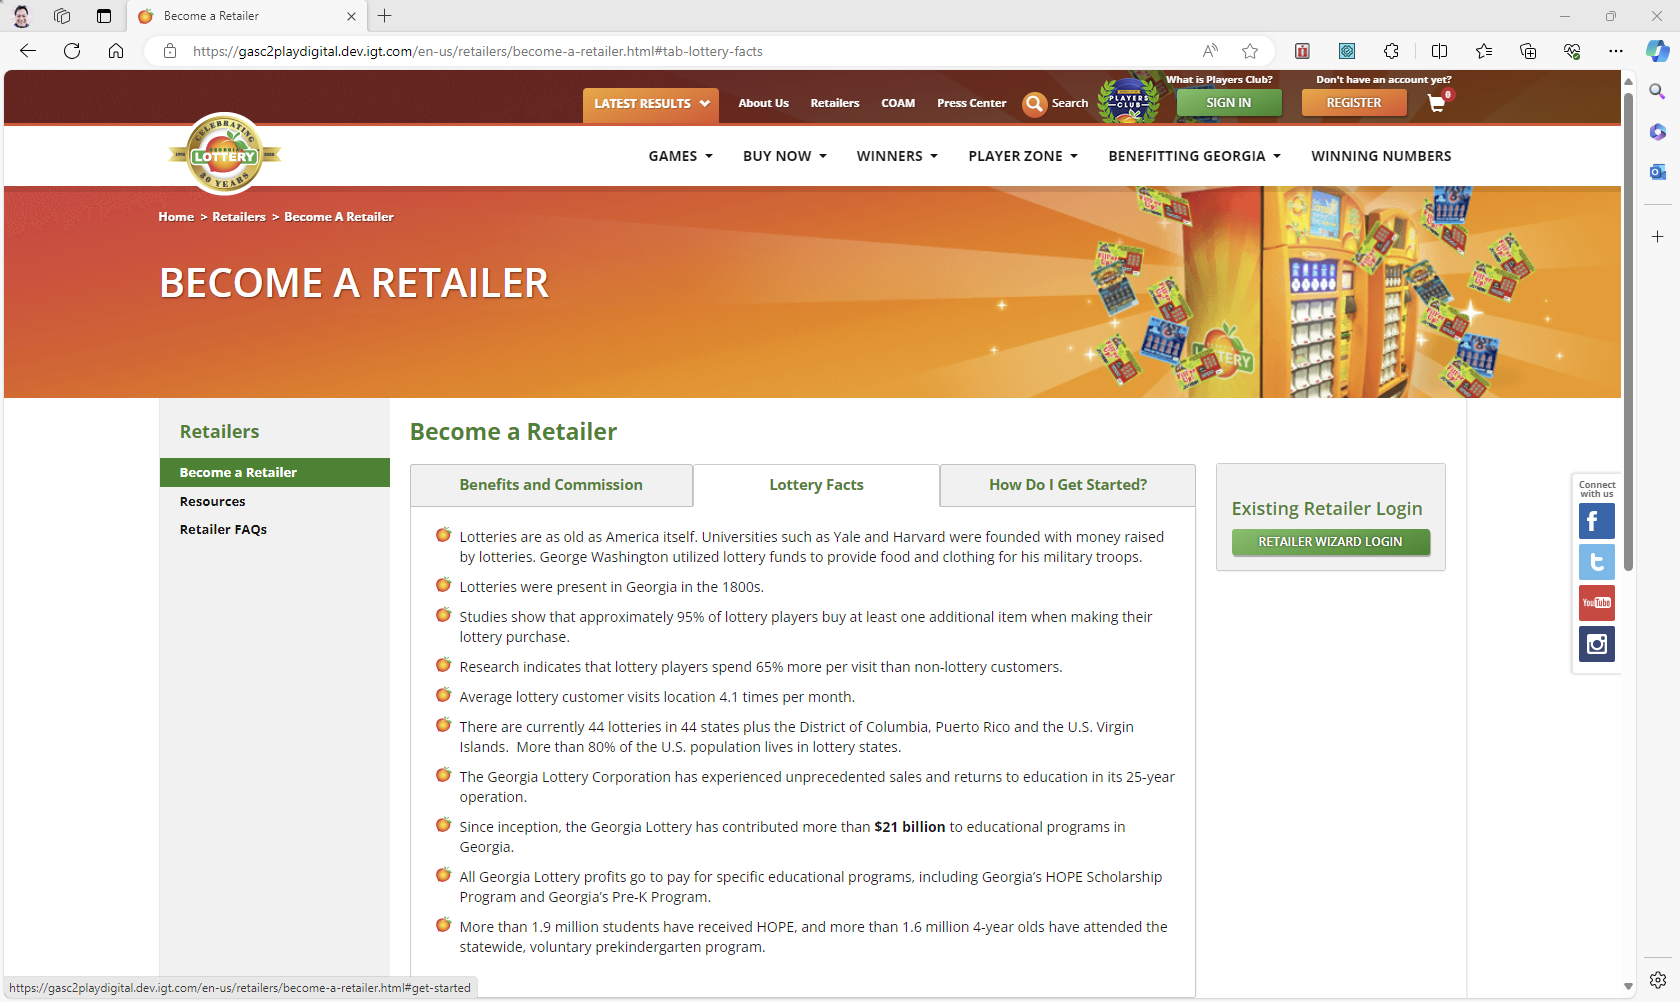 Become a Retailer
https://gasc2playdigital.dev.igt.com/en-us/retailers/become-a-retailer.html#tab-lottery-facts
What is Players Club?
Don't have an account yet?
LATEST RESULTS
About Us
Retailers
COAM
Press Center
Search
PLAYERS
CLUB
SIGN IN
REGISTER
0
CELEBRATING
GEORGIA
LOTTERY
30 YEARS
GAMES
BUY NOW
WINNERS
PLAYER ZONE
BENEFITTING GEORGIA
WINNING NUMBERS
Home > Retailers > Become A Retailer
BECOME A RETAILER
LOTTERY
Retailers
Become a Retailer
Resources
Retailer FAQs
Become a Retailer
Benefits and Commission
Lottery Facts
How Do I Get Started?
Lotteries are as old as America itself. Universities such as Yale and Harvard were founded with money raised
by lotteries. George Washington utilized lottery funds to provide food and clothing for his military troops.
Lotteries were present in Georgia in the 1800s.
Studies show that approximately 95% of lottery players buy at least one additional item when making their
lottery purchase.
Research indicates that lottery players spend 65% more per visit than non-lottery customers.
Average lottery customer visits location 4.1 times per month.
There are currently 44 lotteries in 44 states plus the District of Columbia, Puerto Rico and the U.S. Virgin
Islands.  More than 80% of the U.S. population lives in lottery states.
The Georgia Lottery Corporation has experienced unprecedented sales and returns to education in its 25-year
operation.
Since inception, the Georgia Lottery has contributed more than $21 billion to educational programs in
Georgia.
All Georgia Lottery profits go to pay for specific educational programs, including Georgia’s HOPE Scholarship
Program and Georgia’s Pre-K Program.
More than 1.9 million students have received HOPE, and more than 1.6 million 4-year olds have attended the
statewide, voluntary prekindergarten program.
Existing Retailer Login
RETAILER WIZARD LOGIN
Connect
with us
YouTube
https://gasc2playdigital.dev.igt.com/en-us/retailers/become-a-retailer.html#get-started